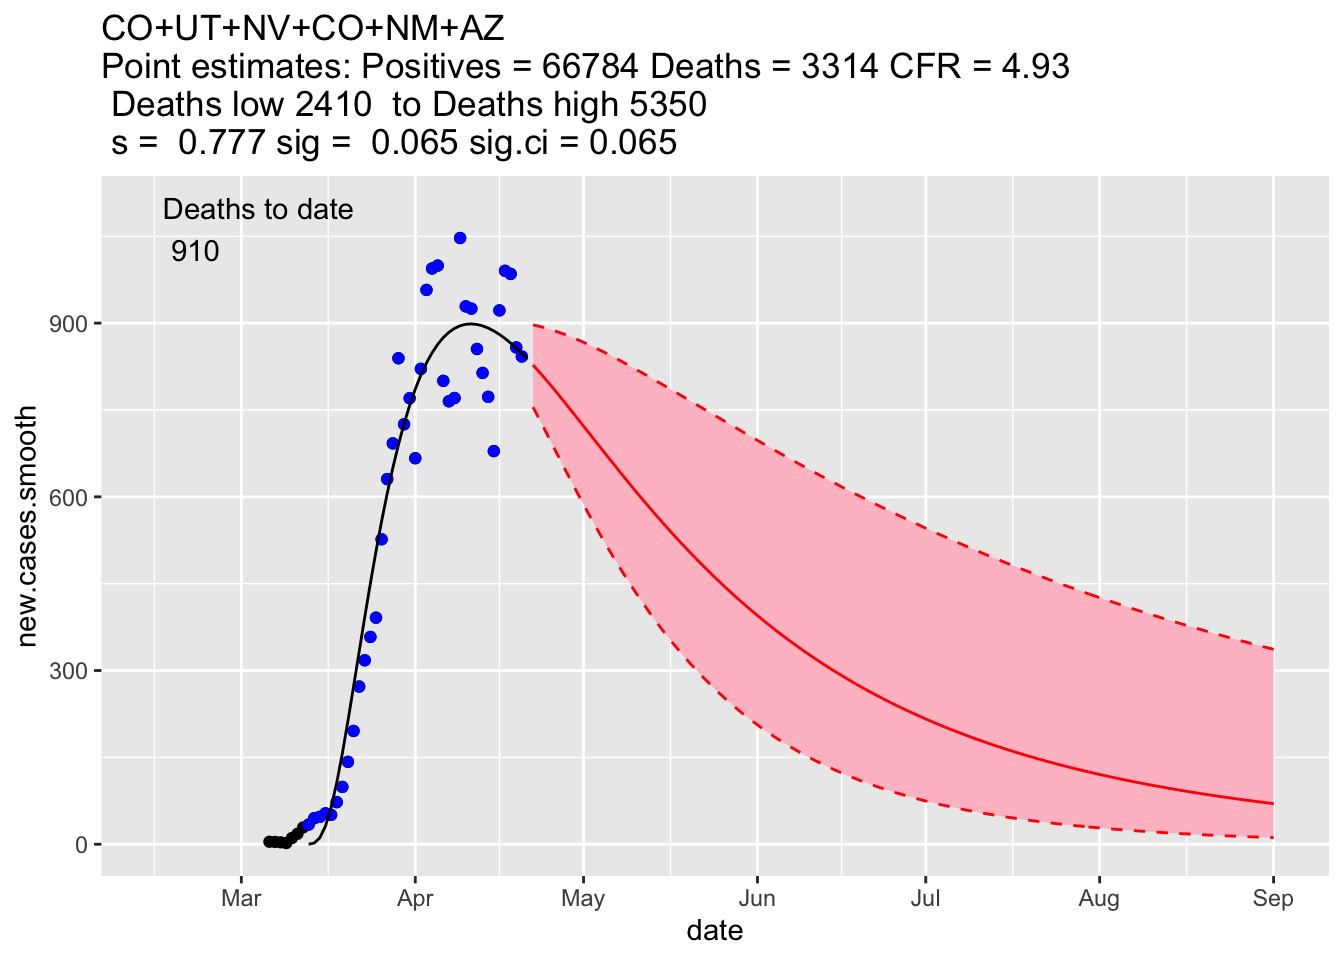 CO+UT+NV+CO+NM+AZ
Point estimates: Positives = 66784 Deaths = 3314 CFR = 4.93
Deaths low 2410  to Deaths high 5350
s =  0.777 sig =  0.065 sig.ci = 0.065
Deaths to date
910
900
600
300
0
new.cases.smooth
Mar Apr May Jun Jul Aug Sep
date